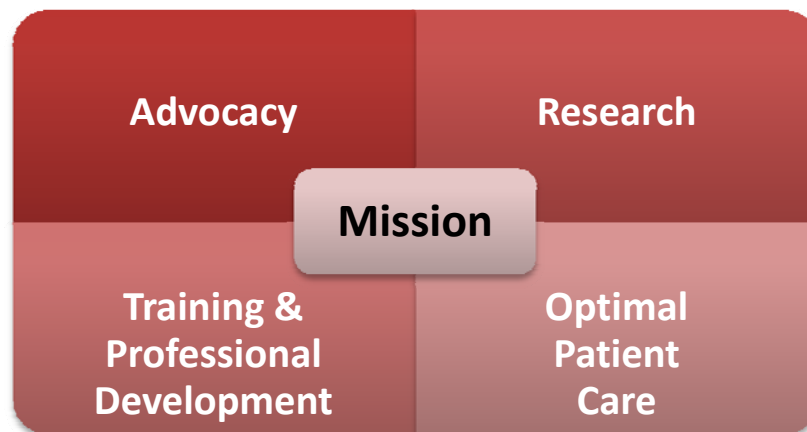 Advocacy
Research
Mission
Training &
Professional
Development
Optimal
Patient
Care